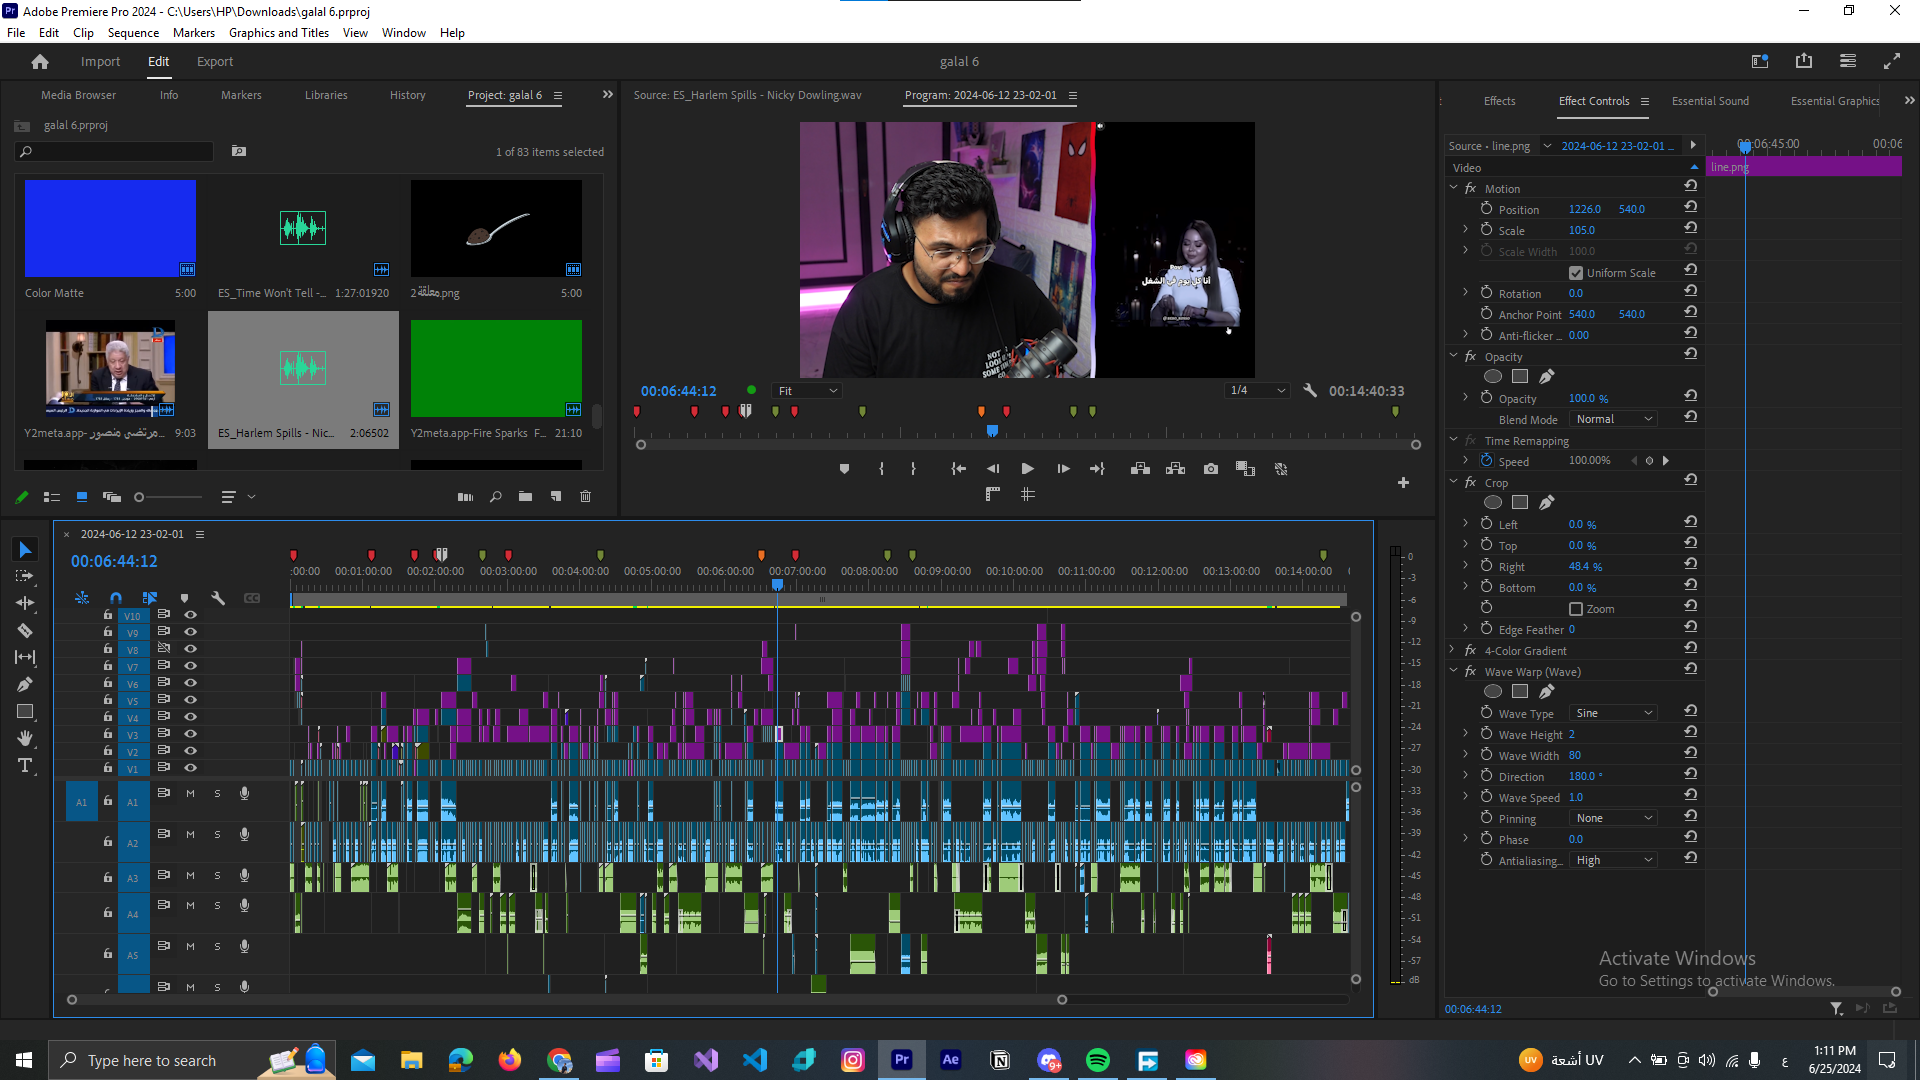 Adobe Premiere Pro 2024 - C:\Users\HP\Downloads\galal 6.prproj
File Edit Clip Sequence Markers Graphics and Titles View Window Help
Import Edit Export
galal 6
Media Browser Info Markers Libraries History Project: galal 6
galal 6.prproj
1 of 83 items selected
Color Matte 5:00
ES_Time Won't Tell -... 1:27:01920
معلقة2.png 5:00
Y2meta.app- مرتضى منصور... 9:03
ES_Harlem Spills - Nic... 2:06502
Y2meta.app-Fire Sparks F... 21:10
Source: ES_Harlem Spills - Nicky Dowling.wav
Program: 2024-06-12 23-02-01
أنا كل يوم في الشغل
NOT
00:06:44:12 Fit 1/4 00:14:40:33
Effects Effect Controls Essential Sound Essential Graphics
Source • line.png 2024-06-12 23-02-01 ...
00:06:45:00 00:06
Video line.png
fx Motion
Position 1226.0 540.0
Scale 105.0
Scale Width 100.0
Uniform Scale
Rotation 0.0
Anchor Point 540.0 540.0
Anti-flicker ... 0.00
fx Opacity
Opacity 100.0 %
Blend Mode Normal
fx Time Remapping
Speed 100.00%
fx Crop
Left 0.0 %
Top 0.0 %
Right 48.4 %
Bottom 0.0 %
Zoom
Edge Feather 0
fx 4-Color Gradient
fx Wave Warp (Wave)
Wave Type Sine
Wave Height 2
Wave Width 80
Direction 180.0 °
Wave Speed 1.0
Pinning None
Phase 0.0
Antialiasing... High
Activate Windows
Go to Settings to activate Windows.
00:06:44:12
2024-06-12 23-02-01
00:06:44:12
:00:00 00:01:00:00 00:02:00:00 00:03:00:00 00:04:00:00 00:05:00:00 00:06:00:00 00:07:00:00 00:08:00:00 00:09:00:00 00:10:00:00 00:11:00:00 00:12:00:00 00:13:00:00 00:14:00:00
CC
V10
V9
V8
V7
V6
V5
V4
V3
V2
V1
A1 A1 M S
A2 M S
A3 M S
A4 M S
A5 M S
M S
0
-3
-6
-9
-12
-15
-18
-21
-24
-27
-30
-33
-36
-39
-42
-45
-48
-51
-54
-57
dB
Type here to search
Pr
Ae
9+
UV أشعة UV
ع
1:11 PM
6/25/2024